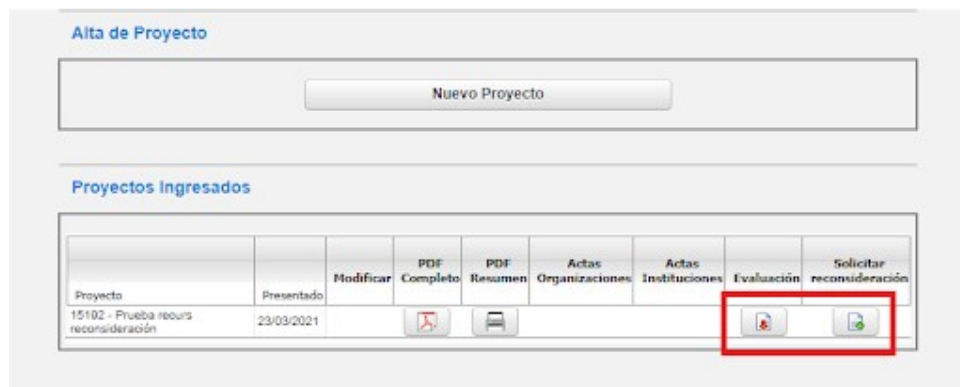 Alta de Proyecto
Nuevo Proyecto
Proyectos Ingresados
Proyecto Presentado Modificar PDF Completo PDF Resumen Actas Organizaciones Actas Instituciones Evaluación Solicitar reconsideración
15102 - Prueba recurs reconsideración 23/03/2021